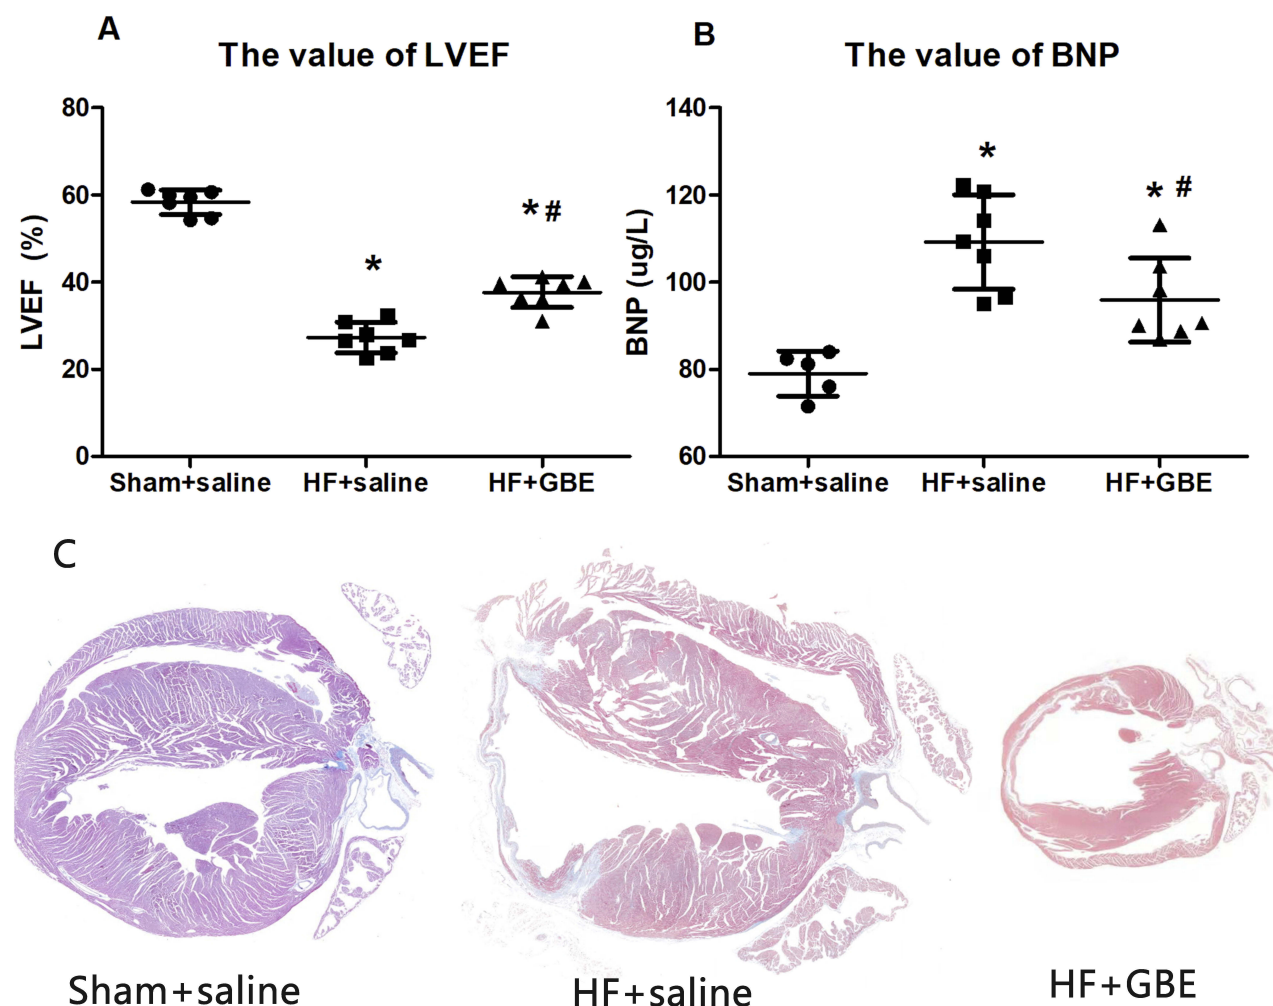 A
The value of LVEF
80
60
40
20
0
LVEF (%)
*
* #
Sham+saline HF+saline HF+GBE
B
The value of BNP
140
120
100
80
60
BNP (ug/L)
*
* #
Sham+saline HF+saline HF+GBE
C
Sham+saline
HF+saline
HF+GBE